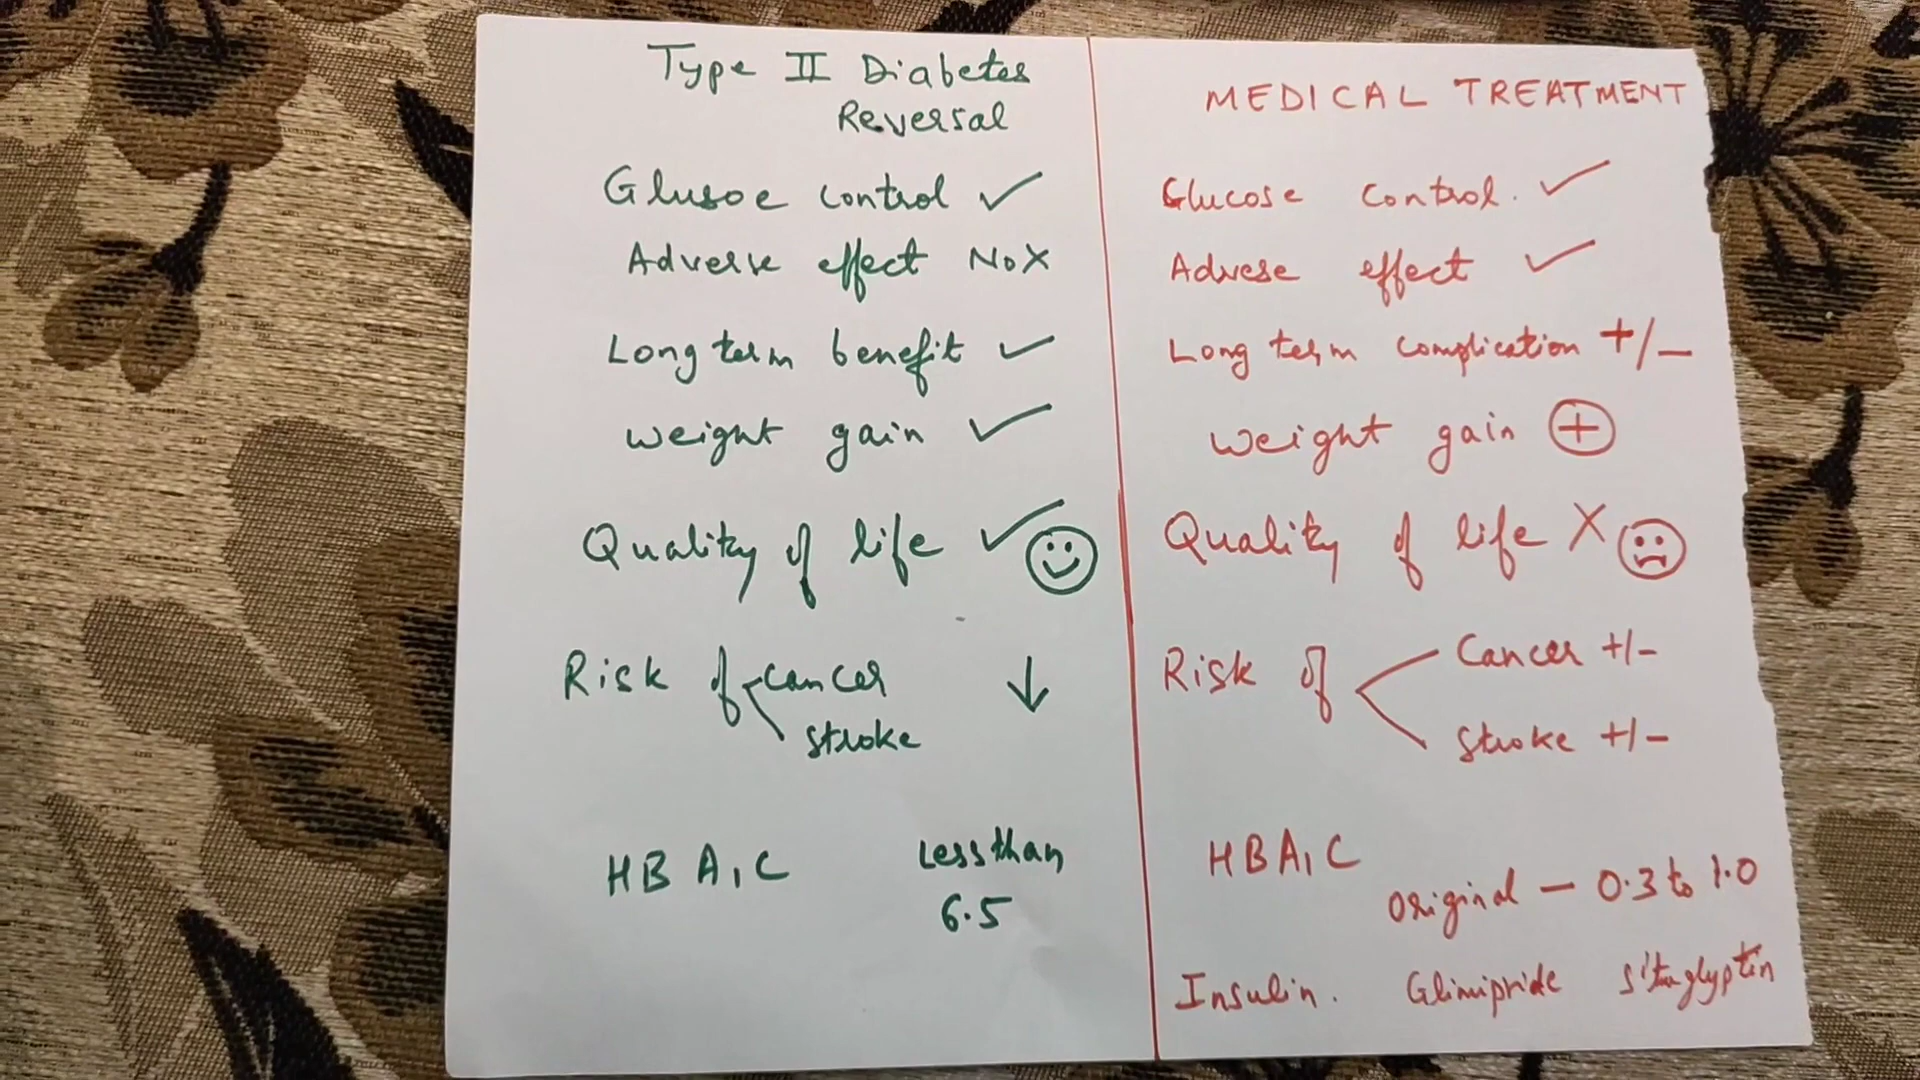 Type II Diabetes
Reversal
Glusoe control ✓
Adverse effect No X
Long term benefit ✓
weight gain ✓
Quality of life ✓
Risk of cancer ↓
stroke
HBA1C Less than
6.5
MEDICAL TREATMENT
Glucose control. ✓
Advese effect ✓
Long term complication +/-
weight gain ⊕
Quality of life X
Risk of Cancer +/-
Stroke +/-
HBA1C
Original - 0.3 to 1.0
Insulin. Glimipride sitaglyptin